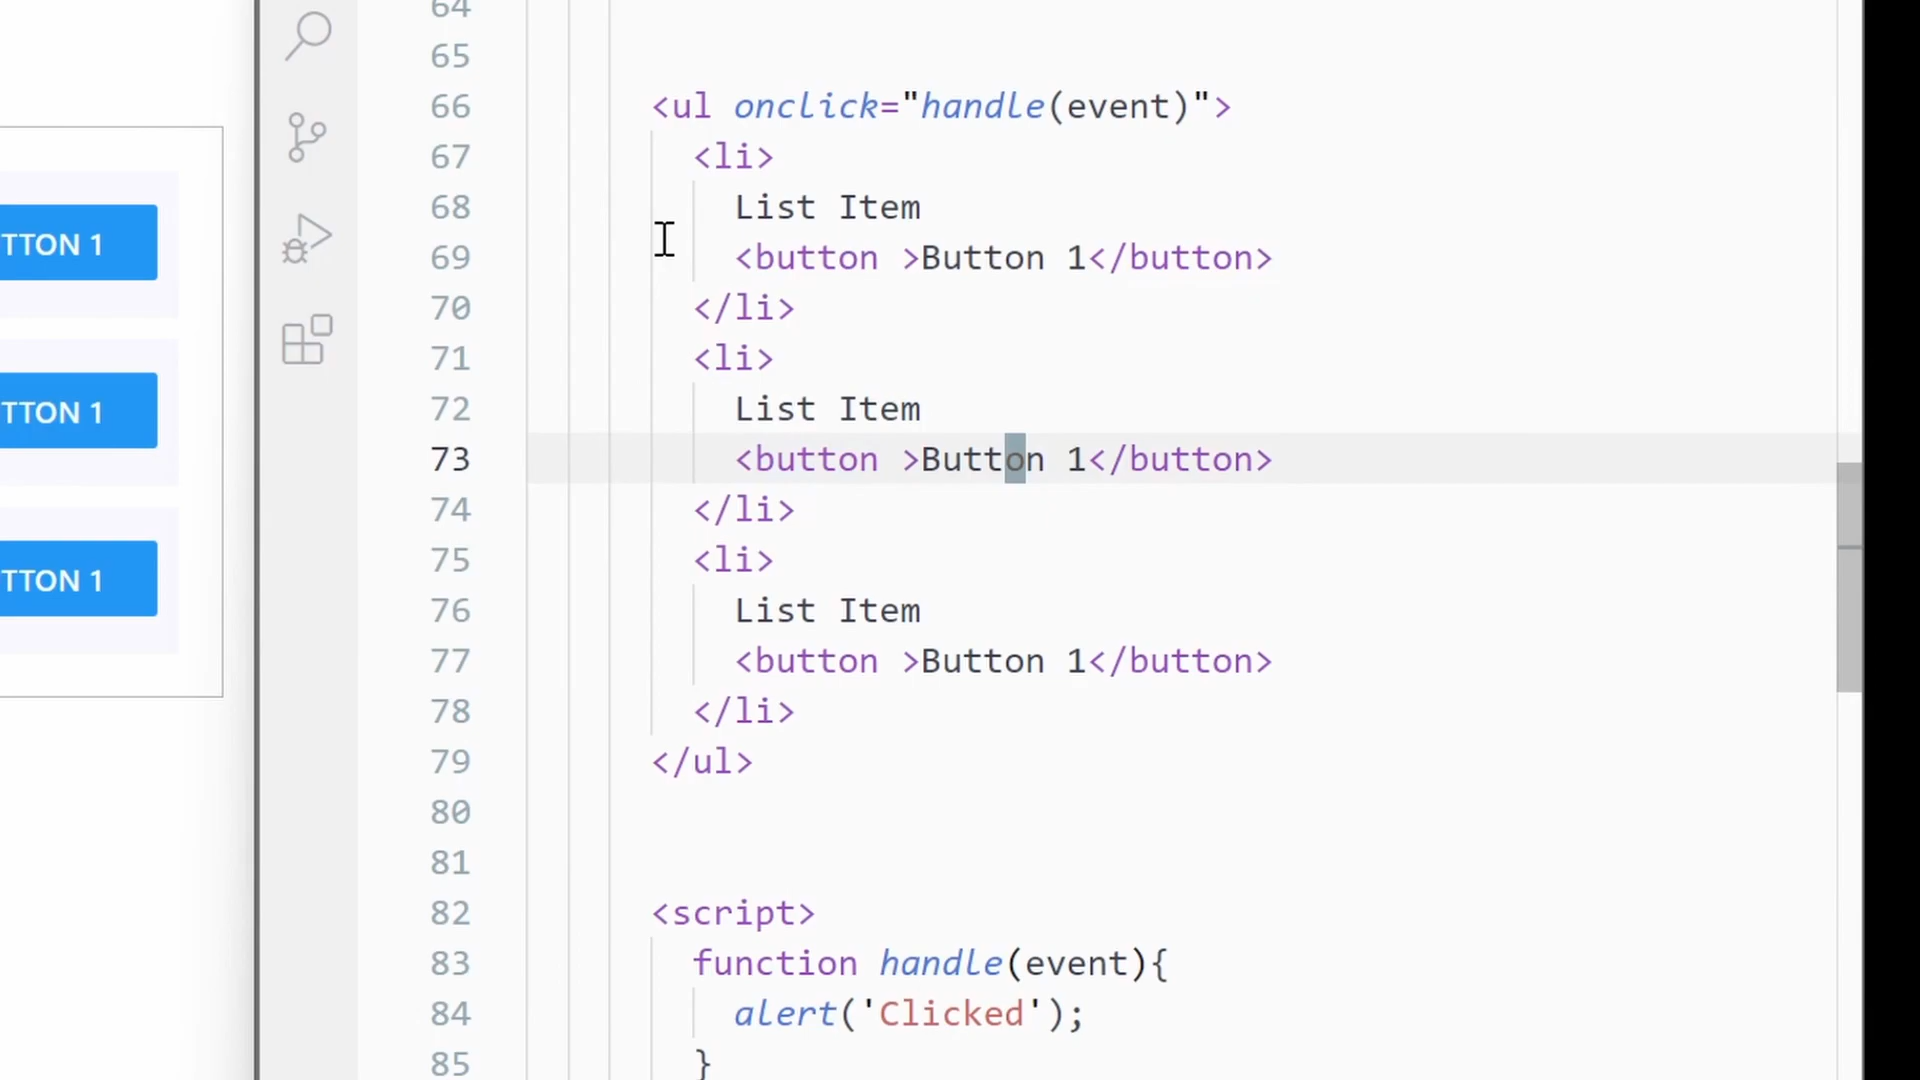 64
65
66 <ul onclick="handle(event)">
67 <li>
68 List Item
69 <button >Button 1</button>
70 </li>
71 <li>
72 List Item
73 <button >Button 1</button>
74 </li>
75 <li>
76 List Item
77 <button >Button 1</button>
78 </li>
79 </ul>
80
81
82 <script>
83 function handle(event){
84 alert('Clicked');
85 }
TTON 1
TTON 1
TTON 1